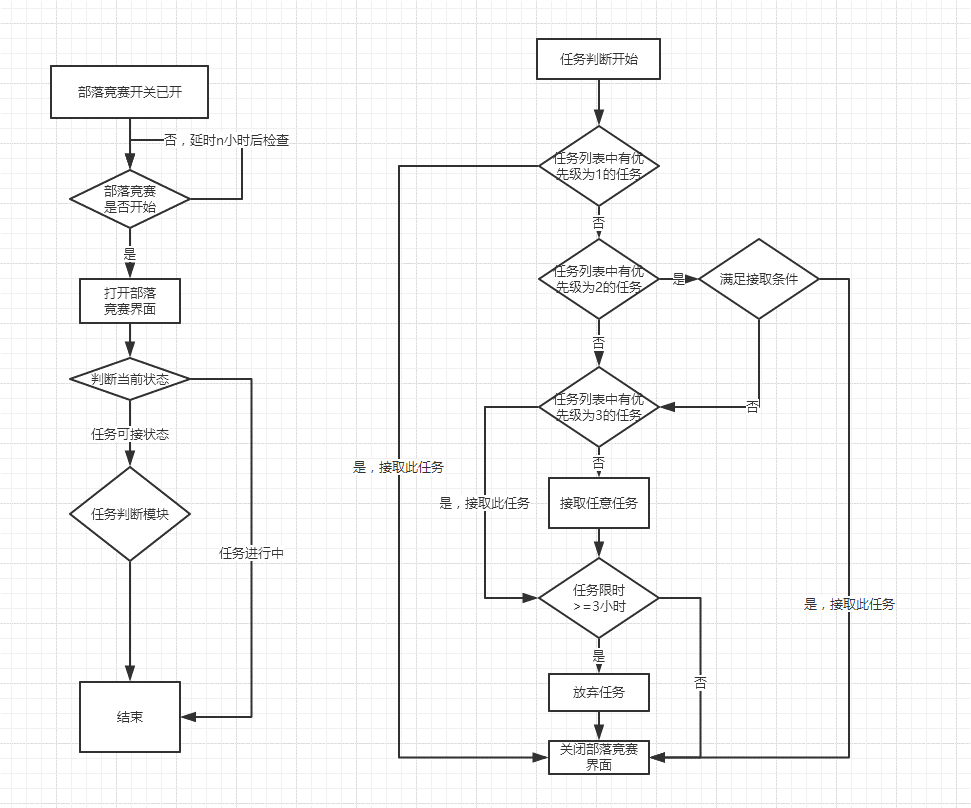 部落竟赛开关已开
否，延时n小时后检查
部落竟赛
是否开始
是
打开部落
竟赛界面
判断当前状态
任务可接状态
任务判断模块
任务进行中
结束
任务判断开始
任务列表中有优
先级为1的任务
否
任务列表中有优
先级为2的任务
是
满足接取条件
否
任务列表中有优
先级为3的任务
否
否
是，接取此任务
是，接取此任务
接取任意任务
任务限时
>=3小时
是，接取此任务
是
否
放弃任务
关闭部落竟赛
界面